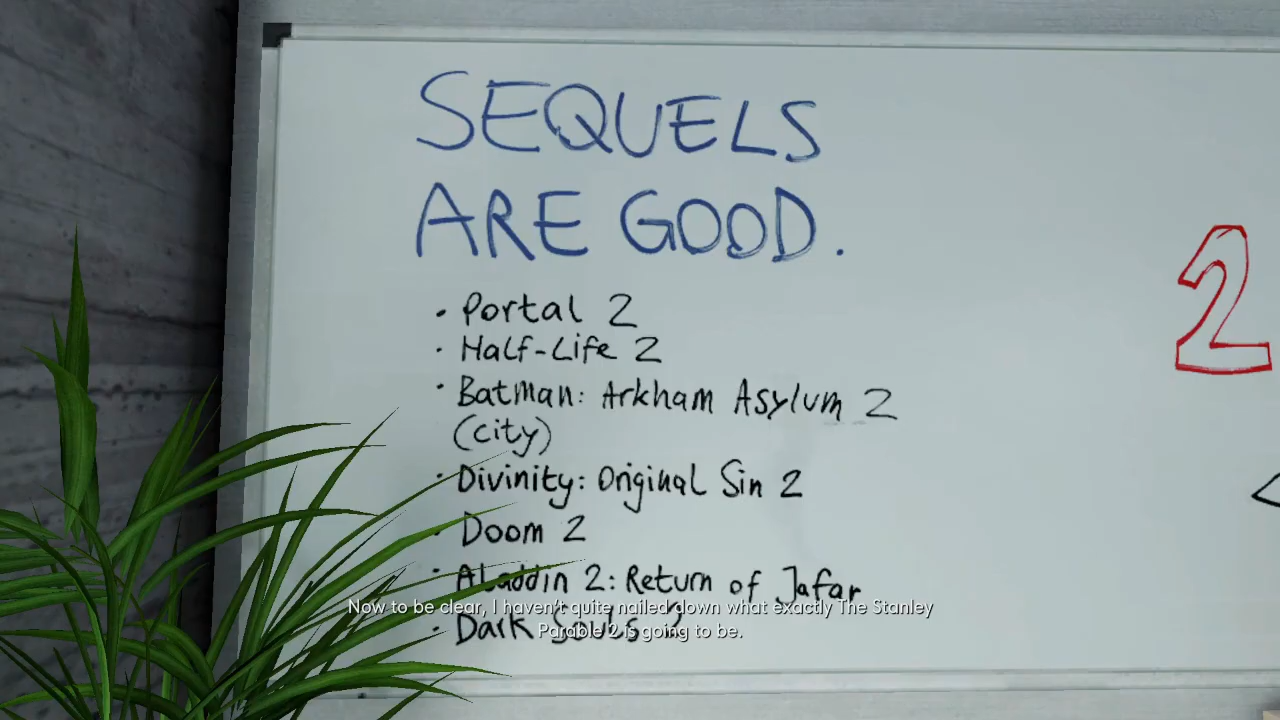 SEQUELS
ARE GOOD.
2
• Portal 2
• Half-Life 2
• Batman: Arkham Asylum 2
(City)
• Divinity: Original Sin 2
• Doom 2
• Aladdin 2: Return of Jafar
Now to be clear, I haven't quite nailed down what exactly The Stanley
• Dark Souls 2
Parable 2 is going to be.